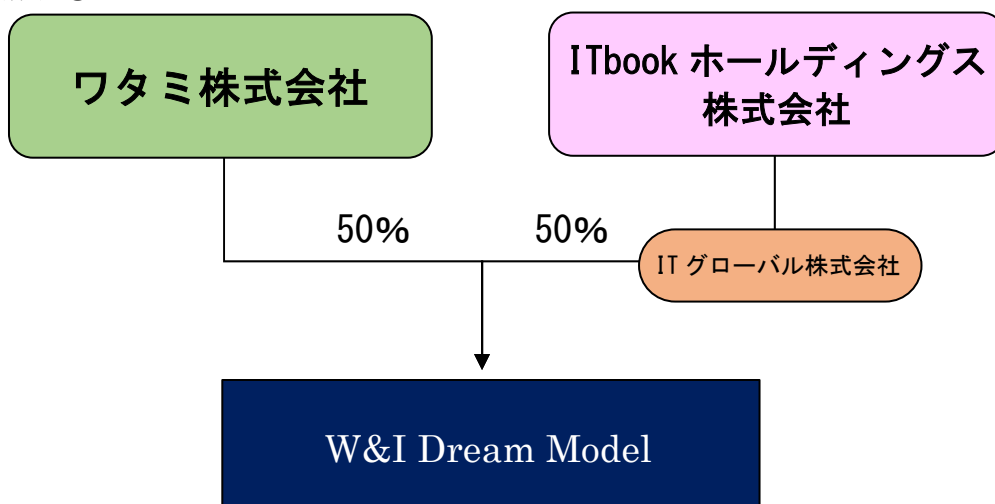 ワタミ株式会社
ITbook ホールディングス
株式会社
50%
50%
IT グローバル株式会社
W&I Dream Model